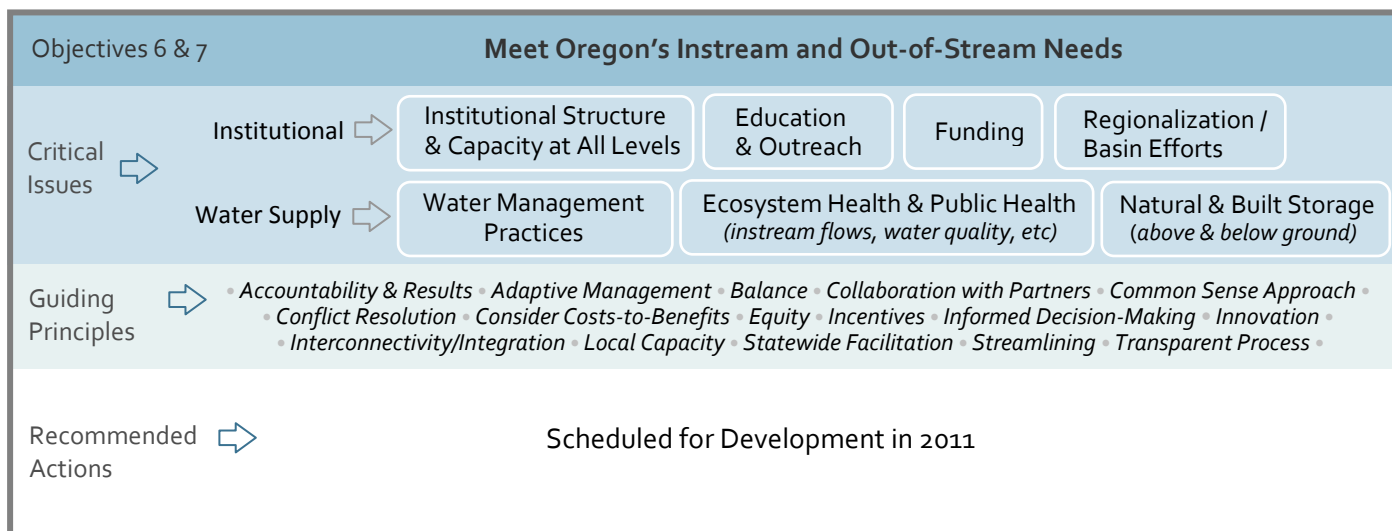 Objectives 6 & 7
Meet Oregon's Instream and Out-of-Stream Needs
Critical
Issues
Institutional
Institutional Structure
& Capacity at All Levels
Education
& Outreach
Funding
Regionalization /
Basin Efforts
Water Supply
Water Management
Practices
Ecosystem Health & Public Health
(instream flows, water quality, etc)
Natural & Built Storage
(above & below ground)
Guiding
Principles
• Accountability & Results • Adaptive Management • Balance • Collaboration with Partners • Common Sense Approach •
• Conflict Resolution • Consider Costs-to-Benefits • Equity • Incentives • Informed Decision-Making • Innovation •
• Interconnectivity/Integration • Local Capacity • Statewide Facilitation • Streamlining • Transparent Process •
Recommended
Actions
Scheduled for Development in 2011